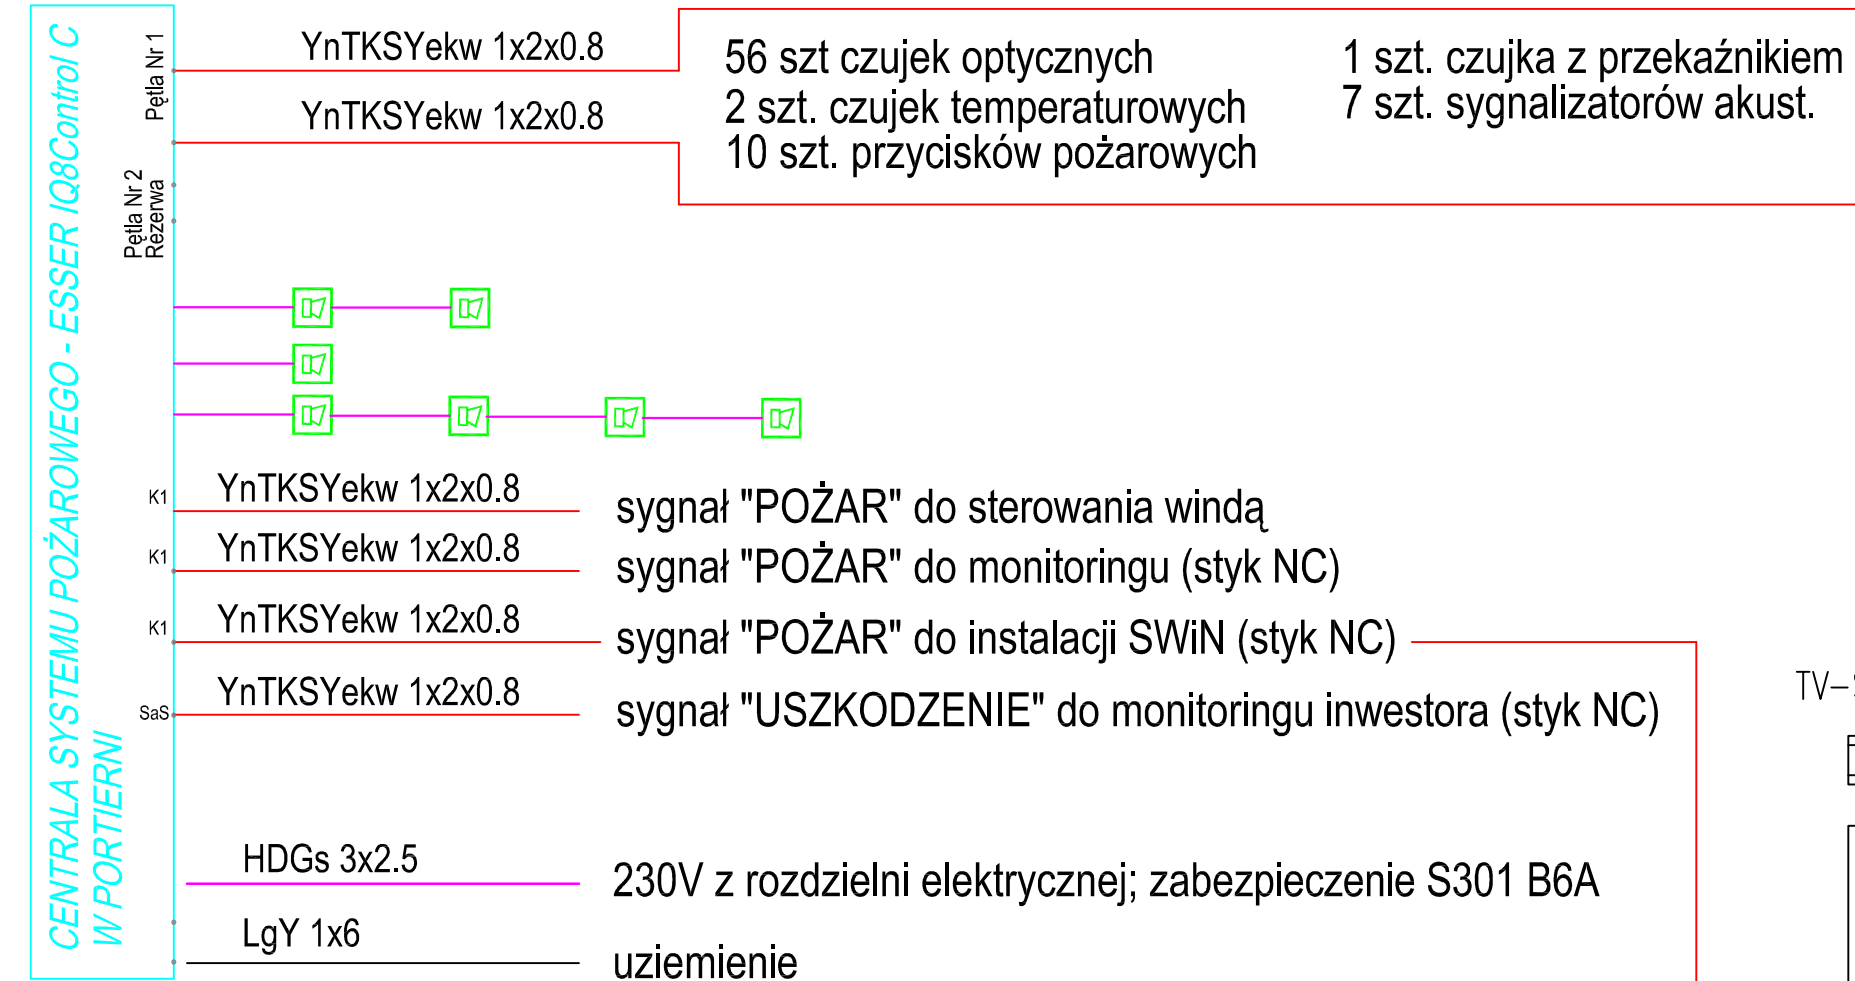 CENTRALA SYSTEMU POŻAROWEGO - ESSER IQ8Control C
W PORTIERNI
Pętla Nr 1
YnTKSYekw 1x2x0.8
YnTKSYekw 1x2x0.8
56 szt czujek optycznych
2 szt. czujek temperaturowych
10 szt. przycisków pożarowych
1 szt. czujka z przekaźnikiem
7 szt. sygnalizatorów akust.
Pętla Nr 2
Rezerwa
K1
YnTKSYekw 1x2x0.8
sygnał "POŻAR" do sterowania windą
K1
YnTKSYekw 1x2x0.8
sygnał "POŻAR" do monitoringu (styk NC)
K1
YnTKSYekw 1x2x0.8
sygnał "POŻAR" do instalacji SWiN (styk NC)
SaS
YnTKSYekw 1x2x0.8
sygnał "USZKODZENIE" do monitoringu inwestora (styk NC)
TV-
HDGs 3x2.5
230V z rozdzielni elektrycznej; zabezpieczenie S301 B6A
LgY 1x6
uziemienie